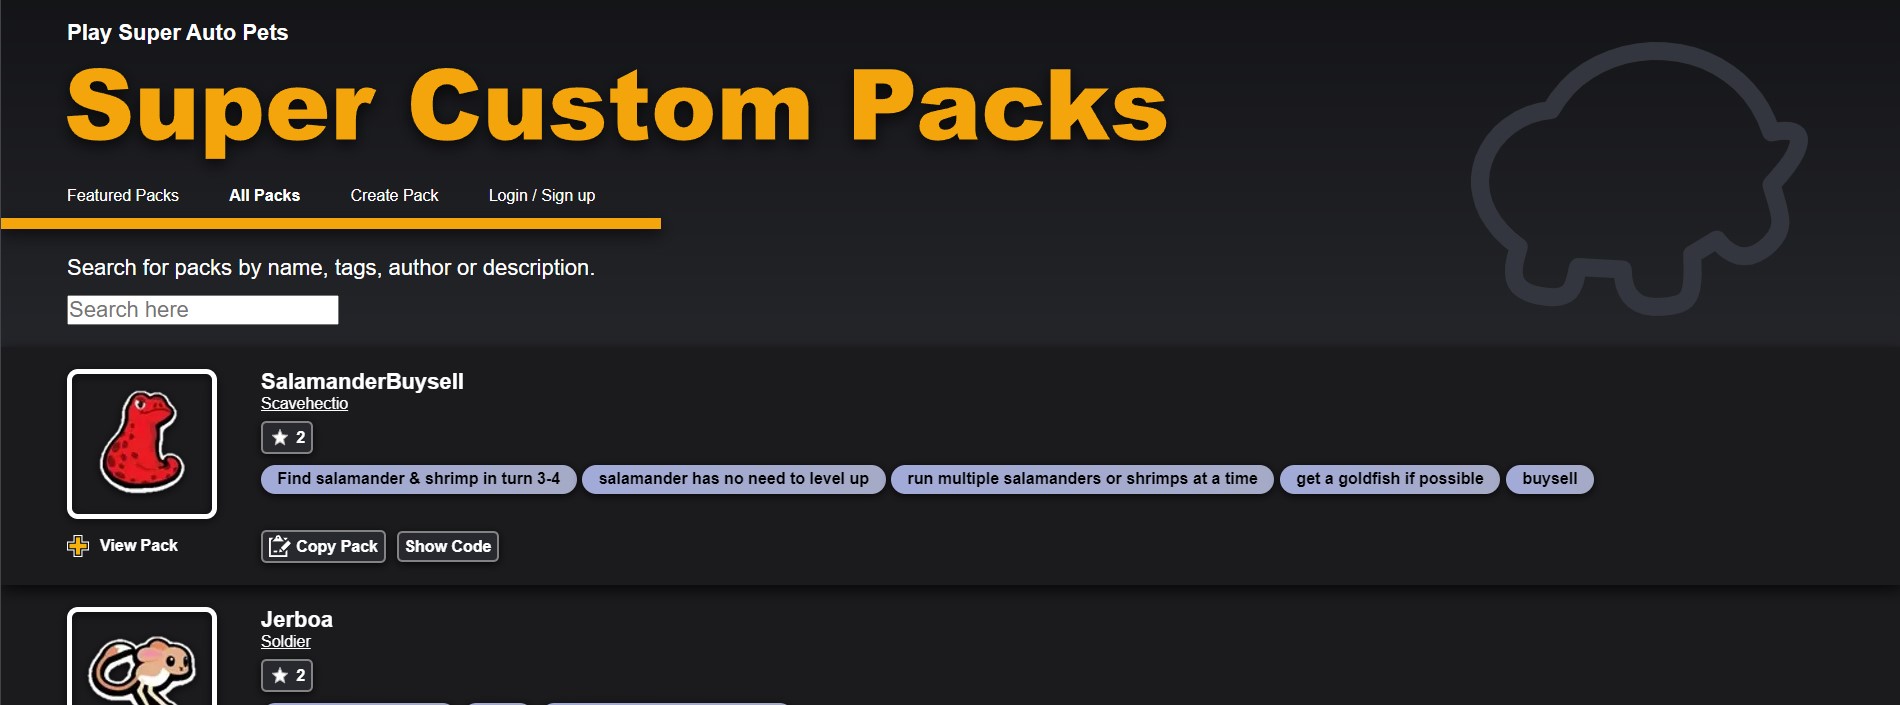 Play Super Auto Pets
Super Custom Packs
Featured Packs All Packs Create Pack Login / Sign up
Search for packs by name, tags, author or description.
Search here
SalamanderBuysell
Scavehectio
2
Find salamander & shrimp in turn 3-4 salamander has no need to level up run multiple salamanders or shrimps at a time get a goldfish if possible buysell
View Pack Copy Pack Show Code
Jerboa
Soldier
2